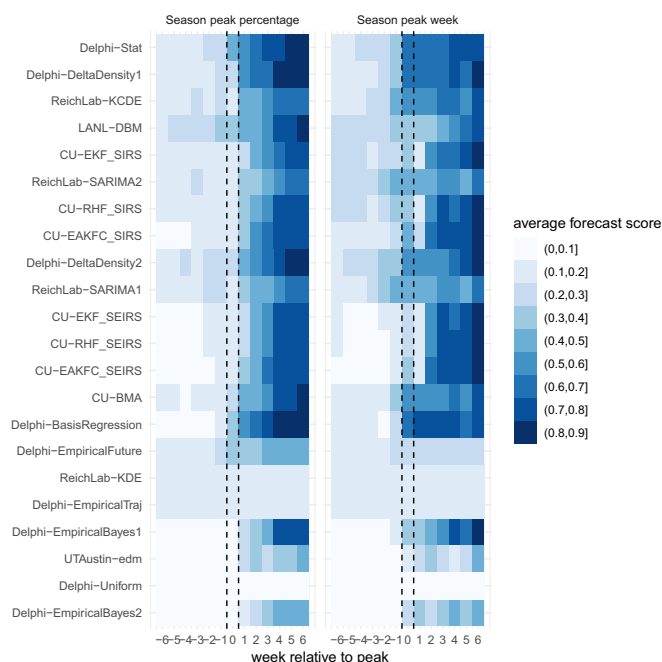 Season peak percentage
Season peak week
Delphi−Stat
Delphi−DeltaDensity1
ReichLab−KCDE
LANL−DBM
CU−EKF_SIRS
ReichLab−SARIMA2
CU−RHF_SIRS
CU−EAKFC_SIRS
Delphi−DeltaDensity2
ReichLab−SARIMA1
CU−EKF_SEIRS
CU−RHF_SEIRS
CU−EAKFC_SEIRS
CU−BMA
Delphi−BasisRegression
Delphi−EmpiricalFuture
ReichLab−KDE
Delphi−EmpiricalTraj
Delphi−EmpiricalBayes1
UTAustin−edm
Delphi−Uniform
Delphi−EmpiricalBayes2
−6−5−4−3−2−1 0 1 2 3 4 5 6
−6−5−4−3−2−1 0 1 2 3 4 5 6
week relative to peak
average forecast score
(0,0.1]
(0.1,0.2]
(0.2,0.3]
(0.3,0.4]
(0.4,0.5]
(0.5,0.6]
(0.6,0.7]
(0.7,0.8]
(0.8,0.9]